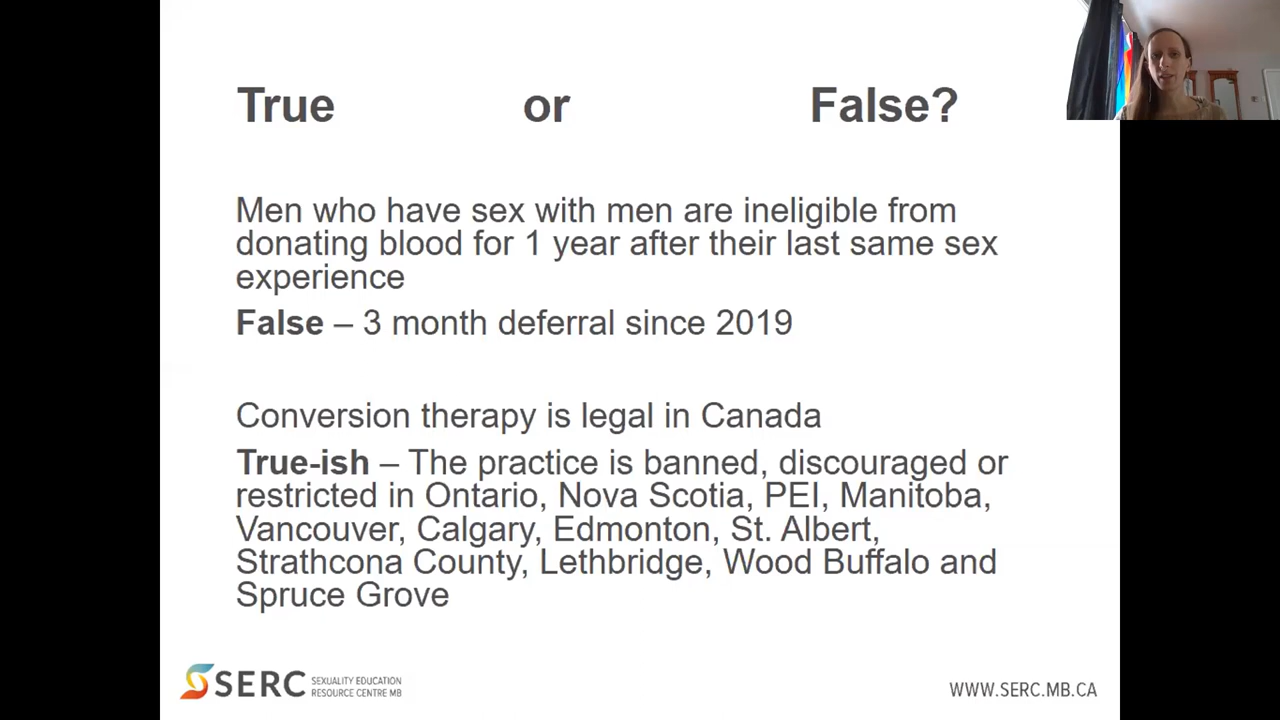 True or False?
Men who have sex with men are ineligible from
donating blood for 1 year after their last same sex
experience
False – 3 month deferral since 2019
Conversion therapy is legal in Canada
True-ish – The practice is banned, discouraged or
restricted in Ontario, Nova Scotia, PEI, Manitoba,
Vancouver, Calgary, Edmonton, St. Albert,
Strathcona County, Lethbridge, Wood Buffalo and
Spruce Grove
SERC SEXUALITY EDUCATION
RESOURCE CENTRE MB
WWW.SERC.MB.CA